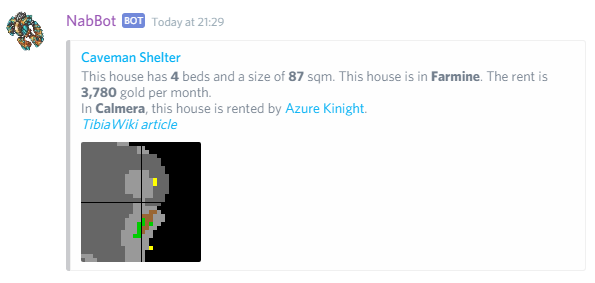 NabBot BOT Today at 21:29
Caveman Shelter
This house has 4 beds and a size of 87 sqm. This house is in Farmine. The rent is
3,780 gold per month.
In Calmera, this house is rented by Azure Kinight.
TibiaWiki article